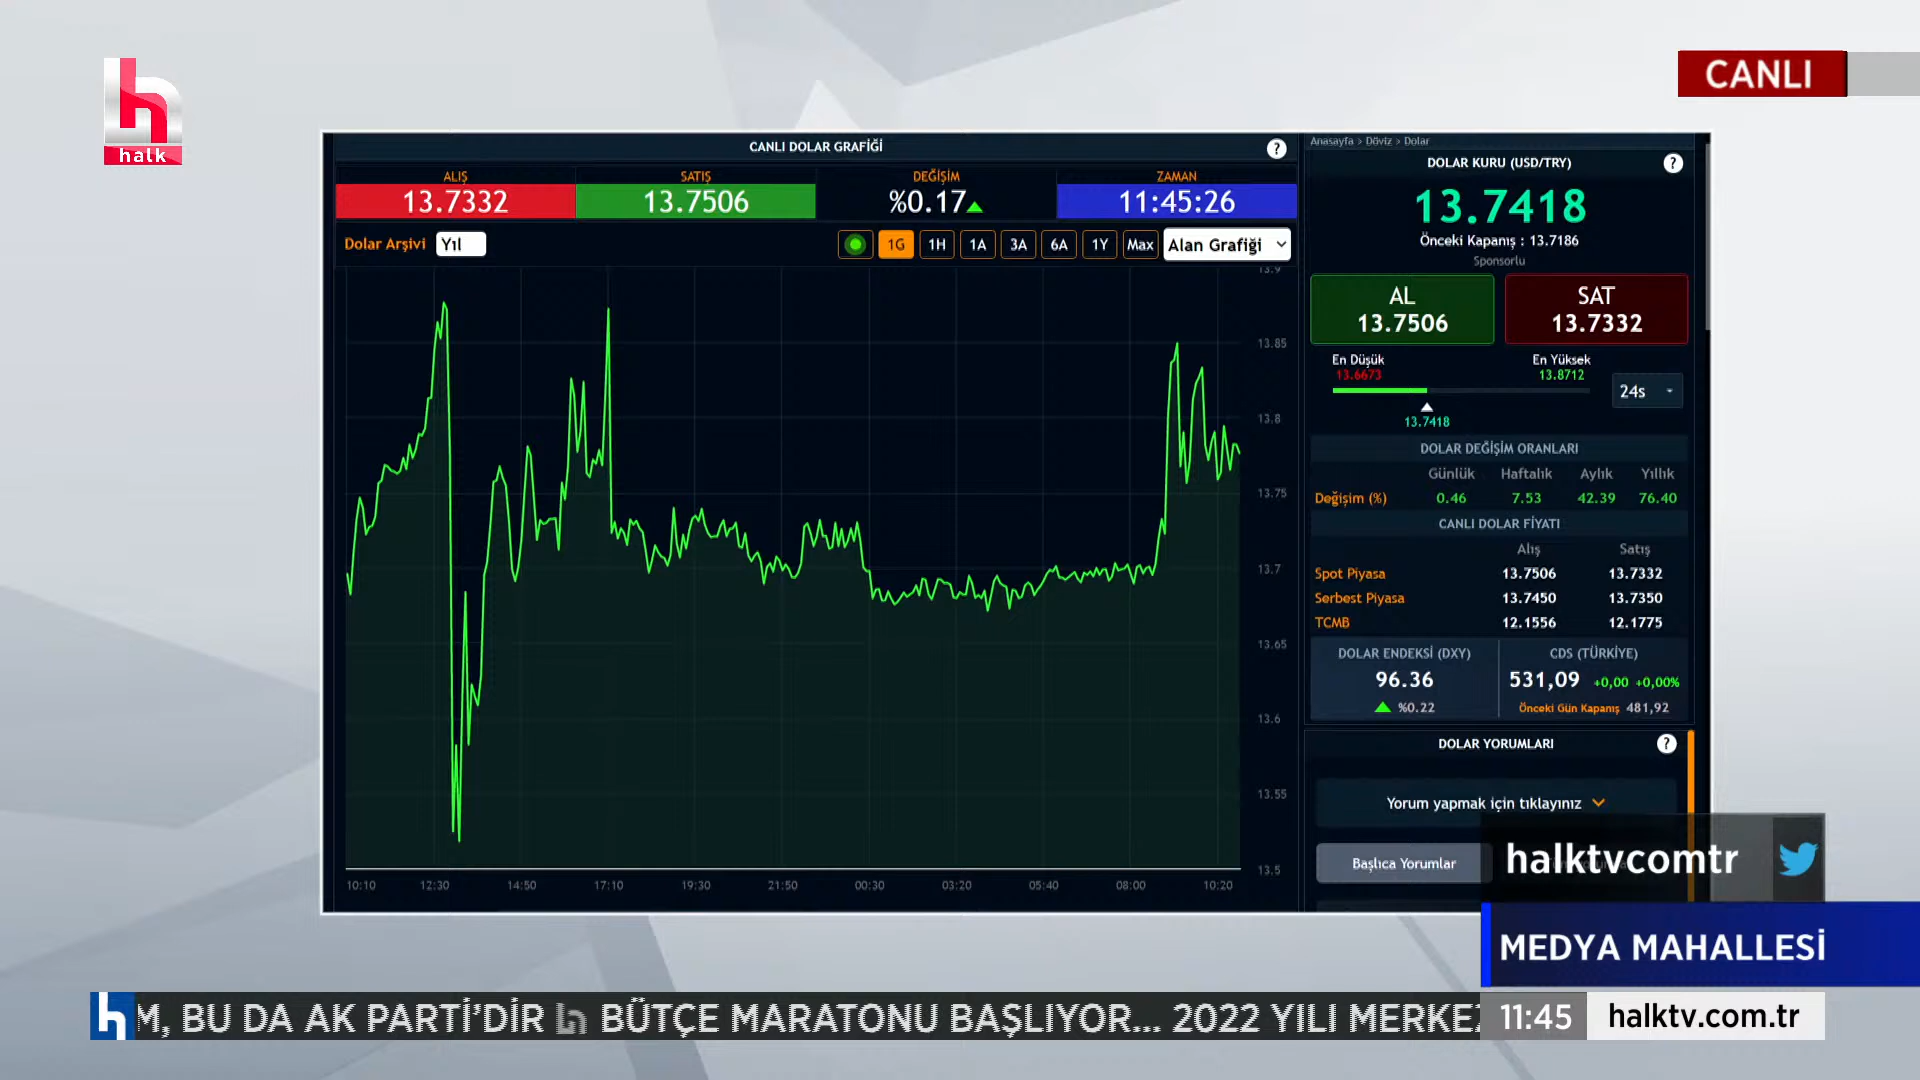 halk
CANLI
CANLI DOLAR GRAFİĞİ
?
ALIŞ
SATIŞ
DEĞİŞİM
ZAMAN
13.7332
13.7506
%0.17
11:45:26
Dolar Arşivi
Yıl
1G
1H
1A
3A
6A
1Y
Max
Alan Grafiği
13.9
13.85
13.8
13.75
13.7
13.65
13.6
13.55
13.5
10:10
12:30
14:50
17:10
19:30
21:50
00:30
03:20
05:40
08:00
10:20
Anasayfa > Döviz > Dolar
DOLAR KURU (USD/TRY)
?
13.7418
Önceki Kapanış : 13.7186
Sponsorlu
AL
13.7506
SAT
13.7332
En Düşük
13.6673
En Yüksek
13.8712
24s
13.7418
DOLAR DEĞİŞİM ORANLARI
Günlük Haftalık Aylık Yıllık
Değişim (%) 0.46 7.53 42.39 76.40
CANLI DOLAR FİYATI
Alış Satış
Spot Piyasa 13.7506 13.7332
Serbest Piyasa 13.7450 13.7350
TCMB 12.1556 12.1775
DOLAR ENDEKSİ (DXY)
96.36
%0.22
CDS (TÜRKİYE)
531,09 +0,00 +0,00%
Önceki Gün Kapanış 481,92
DOLAR YORUMLARI
?
Yorum yapmak için tıklayınız
Başlıca Yorumlar
halktvcomtr
MEDYA MAHALLESİ
M, BU DA AK PARTİ'DİR h BÜTÇE MARATONU BAŞLIYOR... 2022 YILI MERKEZ
11:45
halktv.com.tr